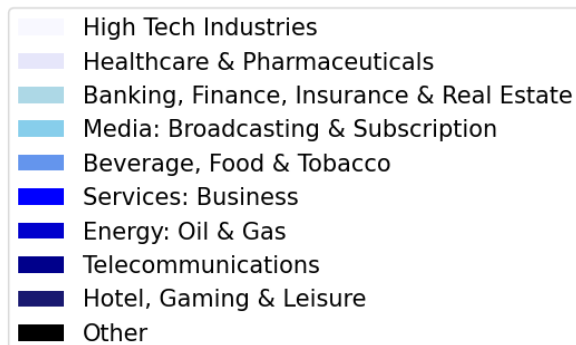 High Tech Industries
Healthcare & Pharmaceuticals
Banking, Finance, Insurance & Real Estate
Media: Broadcasting & Subscription
Beverage, Food & Tobacco
Services: Business
Energy: Oil & Gas
Telecommunications
Hotel, Gaming & Leisure
Other